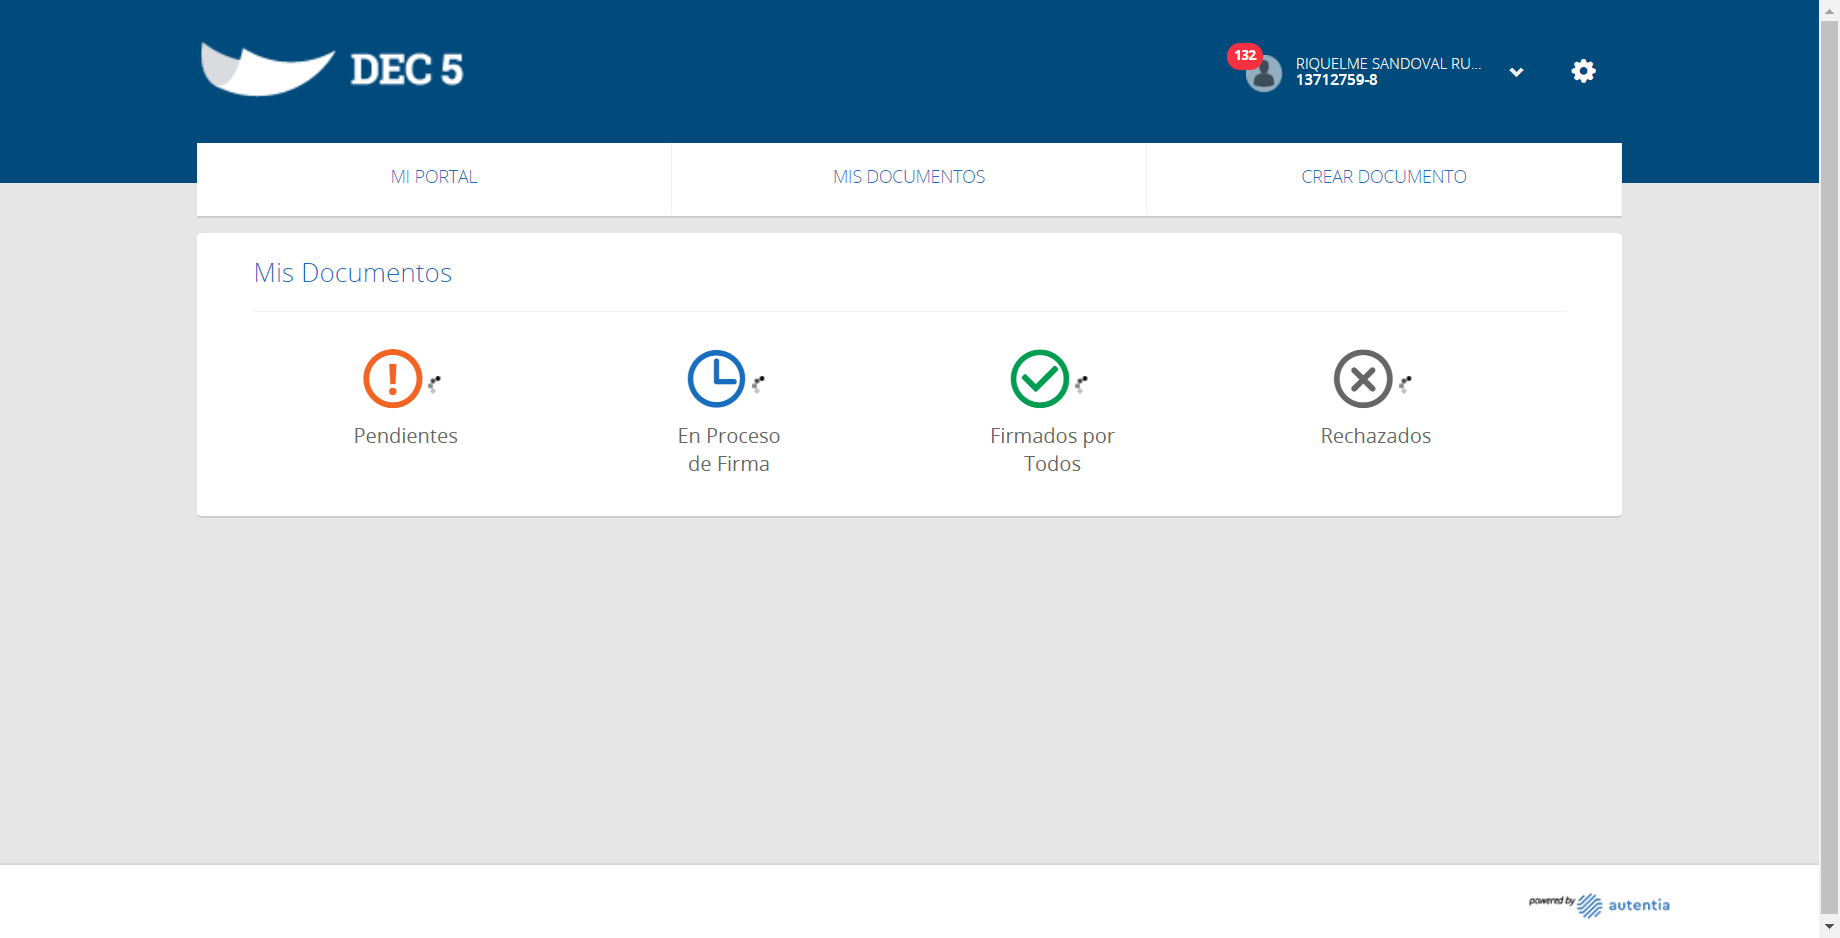 DEC 5
132
RIQUELME SANDOVAL RU...
13712759-8
MI PORTAL
MIS DOCUMENTOS
CREAR DOCUMENTO
Mis Documentos
Pendientes
En Proceso
de Firma
Firmados por
Todos
Rechazados
powered by autentia